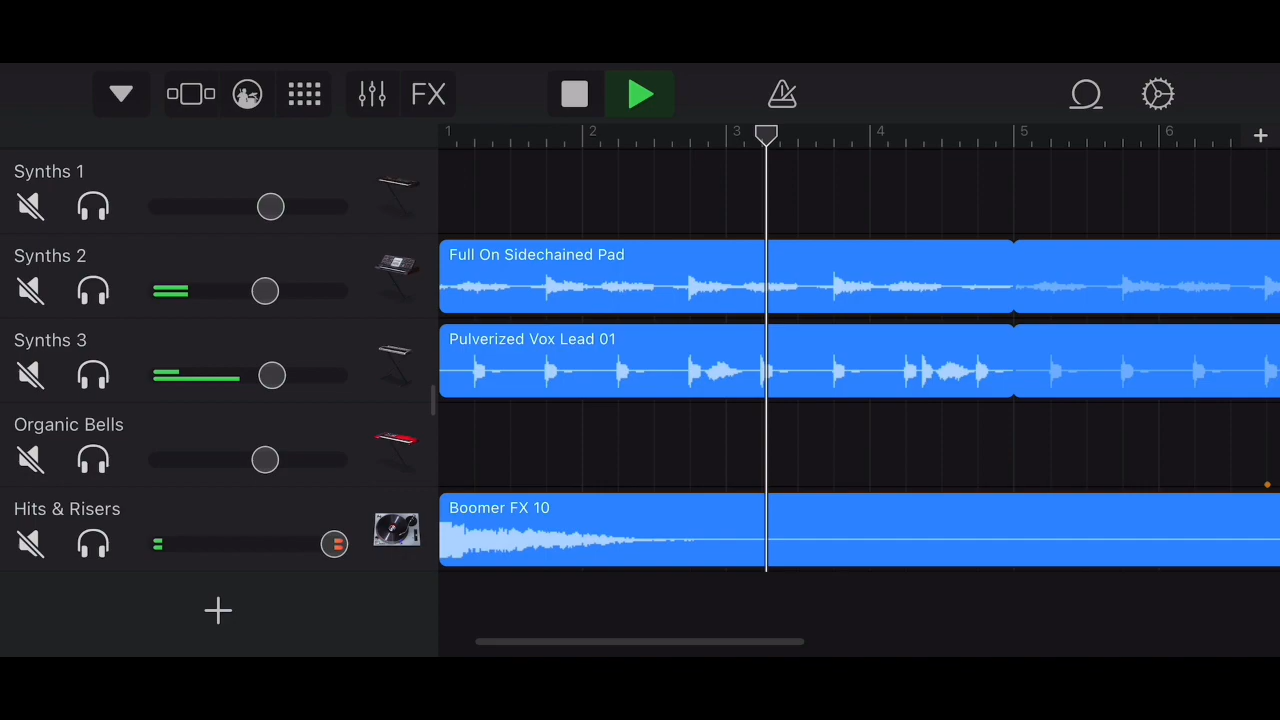 FX
1 2 3 4 5 6 +
Synths 1
Synths 2
Full On Sidechained Pad
Synths 3
Pulverized Vox Lead 01
Organic Bells
Hits & Risers
Boomer FX 10